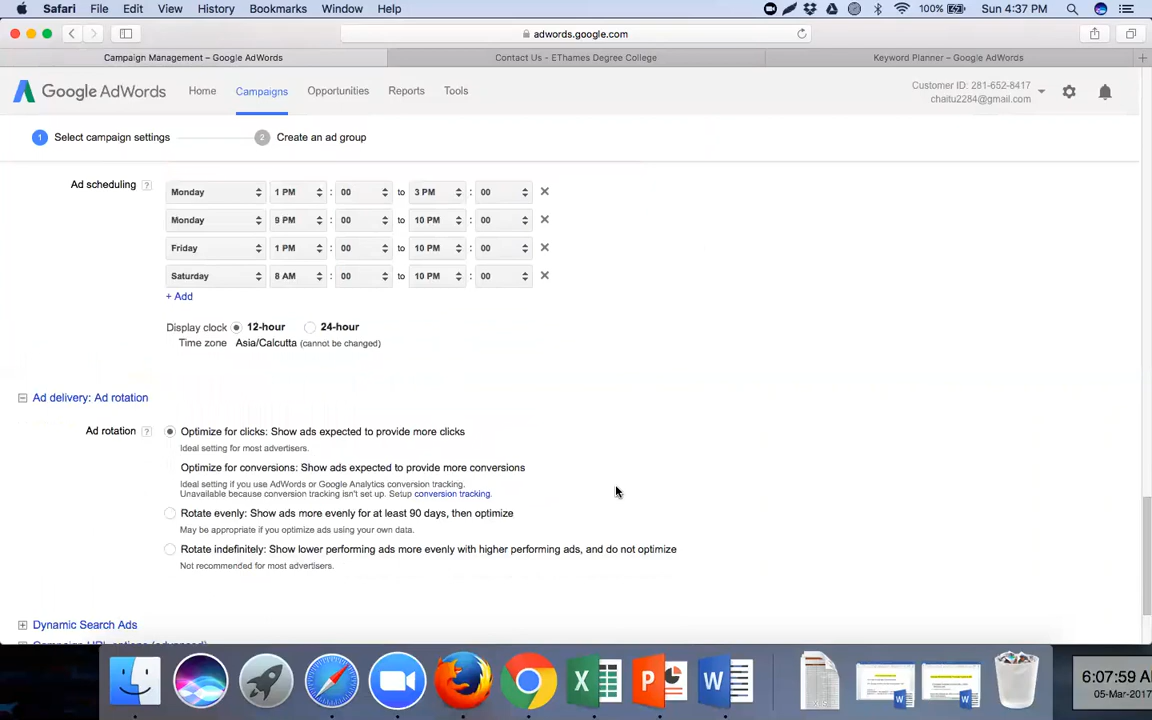 Safari File Edit View History Bookmarks Window Help 100% Sun 4:37 PM
adwords.google.com
Campaign Management – Google AdWords Contact Us - EThames Degree College Keyword Planner – Google AdWords
Google AdWords Home Campaigns Opportunities Reports Tools Customer ID: 281-652-8417
chaitu2284@gmail.com
1 Select campaign settings 2 Create an ad group
Ad scheduling ? Monday 1 PM : 00 to 3 PM : 00
Monday 9 PM : 00 to 10 PM : 00
Friday 1 PM : 00 to 10 PM : 00
Saturday 8 AM : 00 to 10 PM : 00
+ Add
Display clock 12-hour 24-hour
Time zone Asia/Calcutta (cannot be changed)
Ad delivery: Ad rotation
Ad rotation ? Optimize for clicks: Show ads expected to provide more clicks
Ideal setting for most advertisers.
Optimize for conversions: Show ads expected to provide more conversions
Ideal setting if you use AdWords or Google Analytics conversion tracking.
Unavailable because conversion tracking isn't set up. Setup conversion tracking.
Rotate evenly: Show ads more evenly for at least 90 days, then optimize
May be appropriate if you optimize ads using your own data.
Rotate indefinitely: Show lower performing ads more evenly with higher performing ads, and do not optimize
Not recommended for most advertisers.
Dynamic Search Ads
Campaign URL options (advanced)
6:07:59 AM
05-Mar-2017